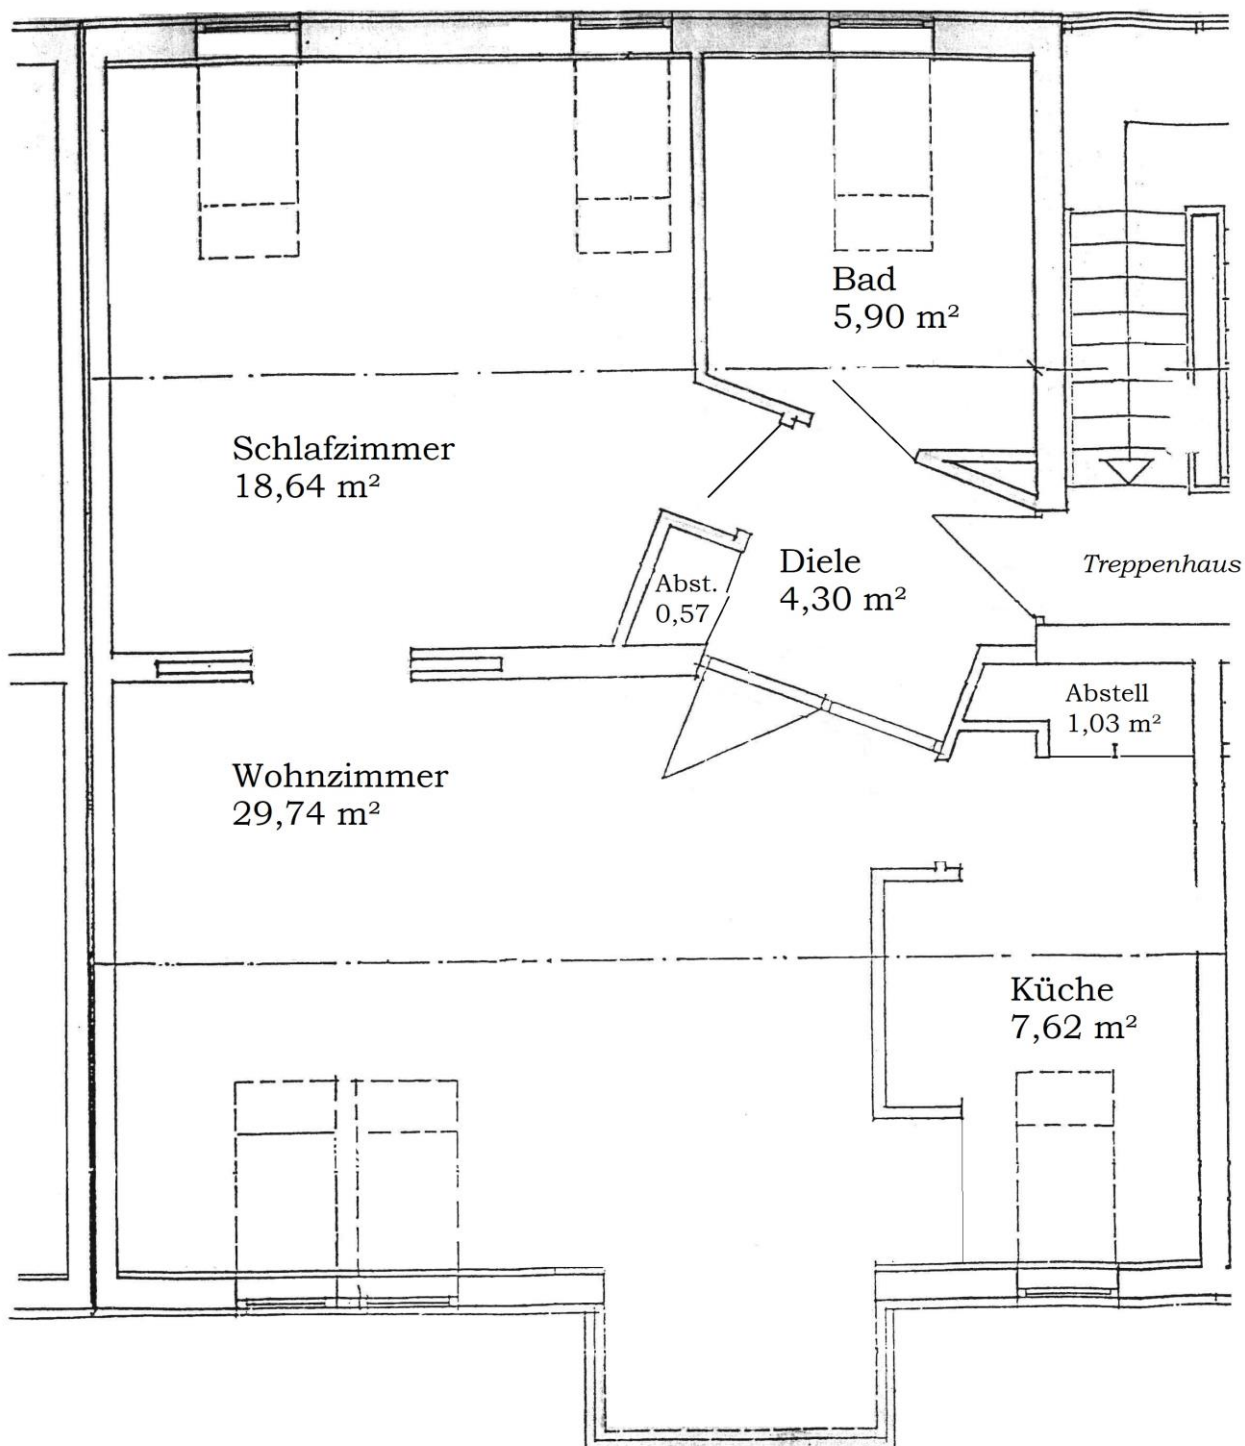 Bad
5,90 m²
Schlafzimmer
18,64 m²
Diele
4,30 m²
Treppenhaus
Abst.
0,57
Abstell
1,03 m²
Wohnzimmer
29,74 m²
Küche
7,62 m²